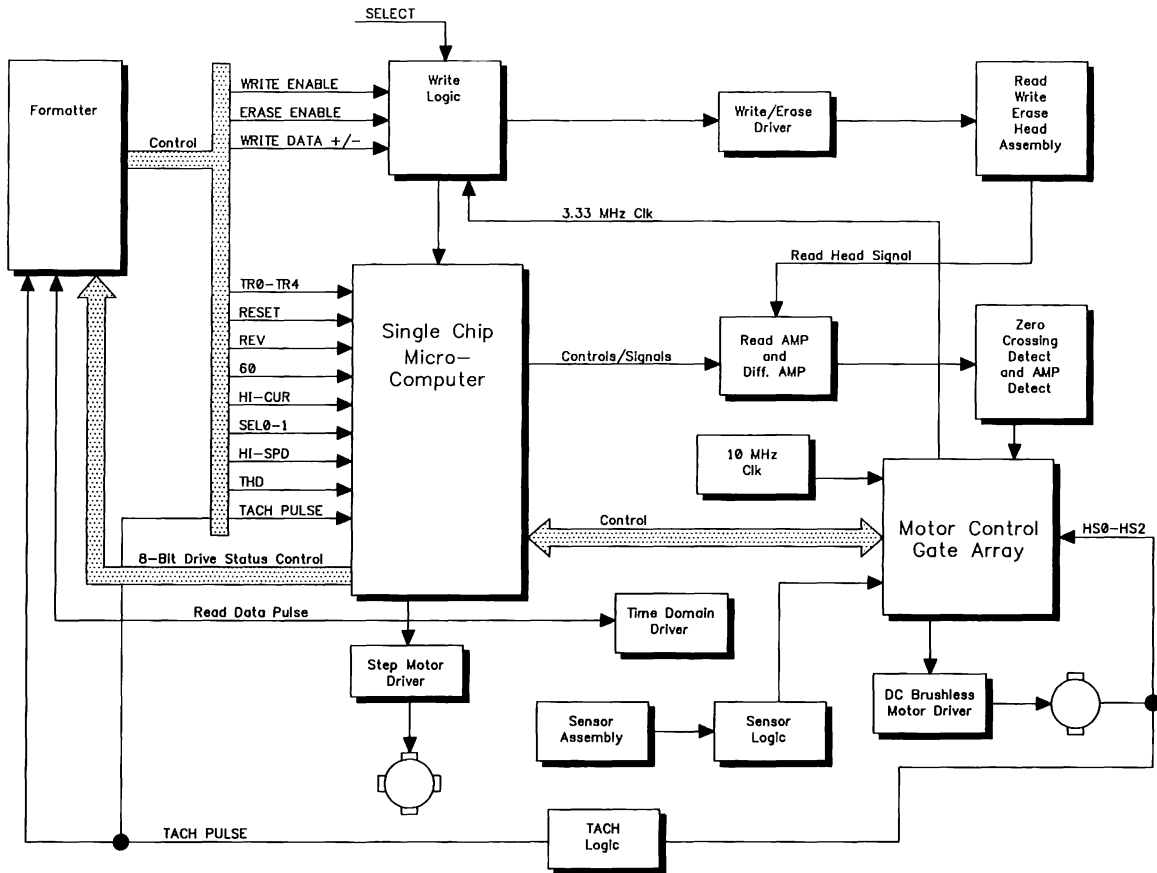 SELECT
Formatter
Control
WRITE ENABLE
ERASE ENABLE
WRITE DATA +/-
Write
Logic
Write/Erase
Driver
Read
Write
Erase
Head
Assembly
3.33 MHz Clk
Read Head Signal
TR0-TR4
RESET
REV
60
HI-CUR
SEL0-1
HI-SPD
THD
TACH PULSE
Single Chip
Micro-
Computer
Controls/Signals
Read AMP
and
Diff. AMP
Zero
Crossing
Detect
and AMP
Detect
10 MHz
Clk
Control
Motor Control
Gate Array
HS0-HS2
8-Bit Drive Status Control
Read Data Pulse
Time Domain
Driver
Step Motor
Driver
Sensor
Assembly
Sensor
Logic
DC Brushless
Motor Driver
TACH PULSE
TACH
Logic